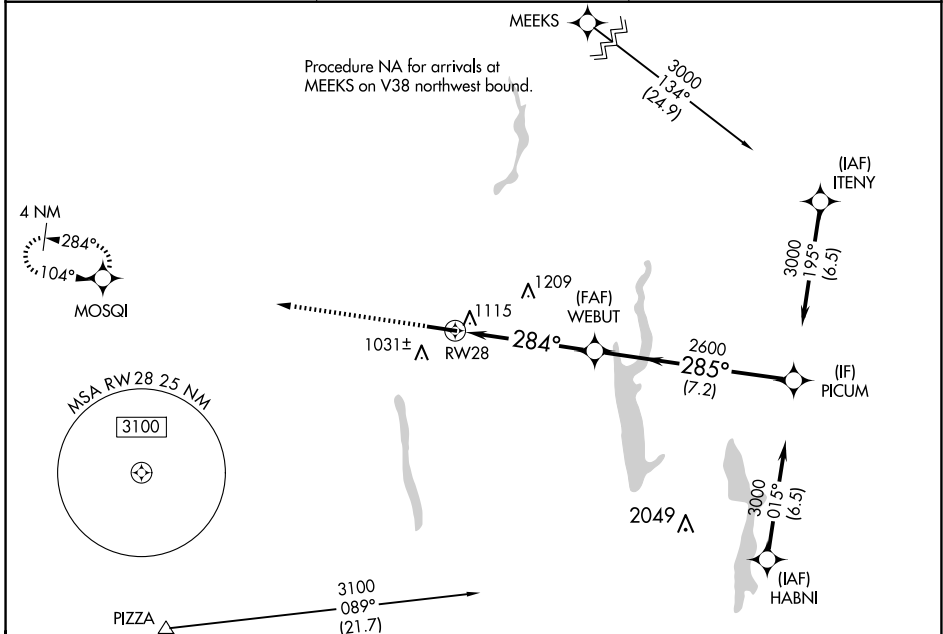 MEEKS
Procedure NA for arrivals at
MEEKS on V38 northwest bound.
3000
134°
(24.9)
(IAF)
ITENY
3000
195°
(6.5)
4 NM
284°
104°
MOSQI
1209
1115
1031±
RW28
(FAF)
WEBUT
284°
2600
285°
(7.2)
(IF)
PICUM
MSA RW28 25 NM
3100
3000
015°
(6.5)
2049
(IAF)
HABNI
PIZZA
3100
089°
(21.7)